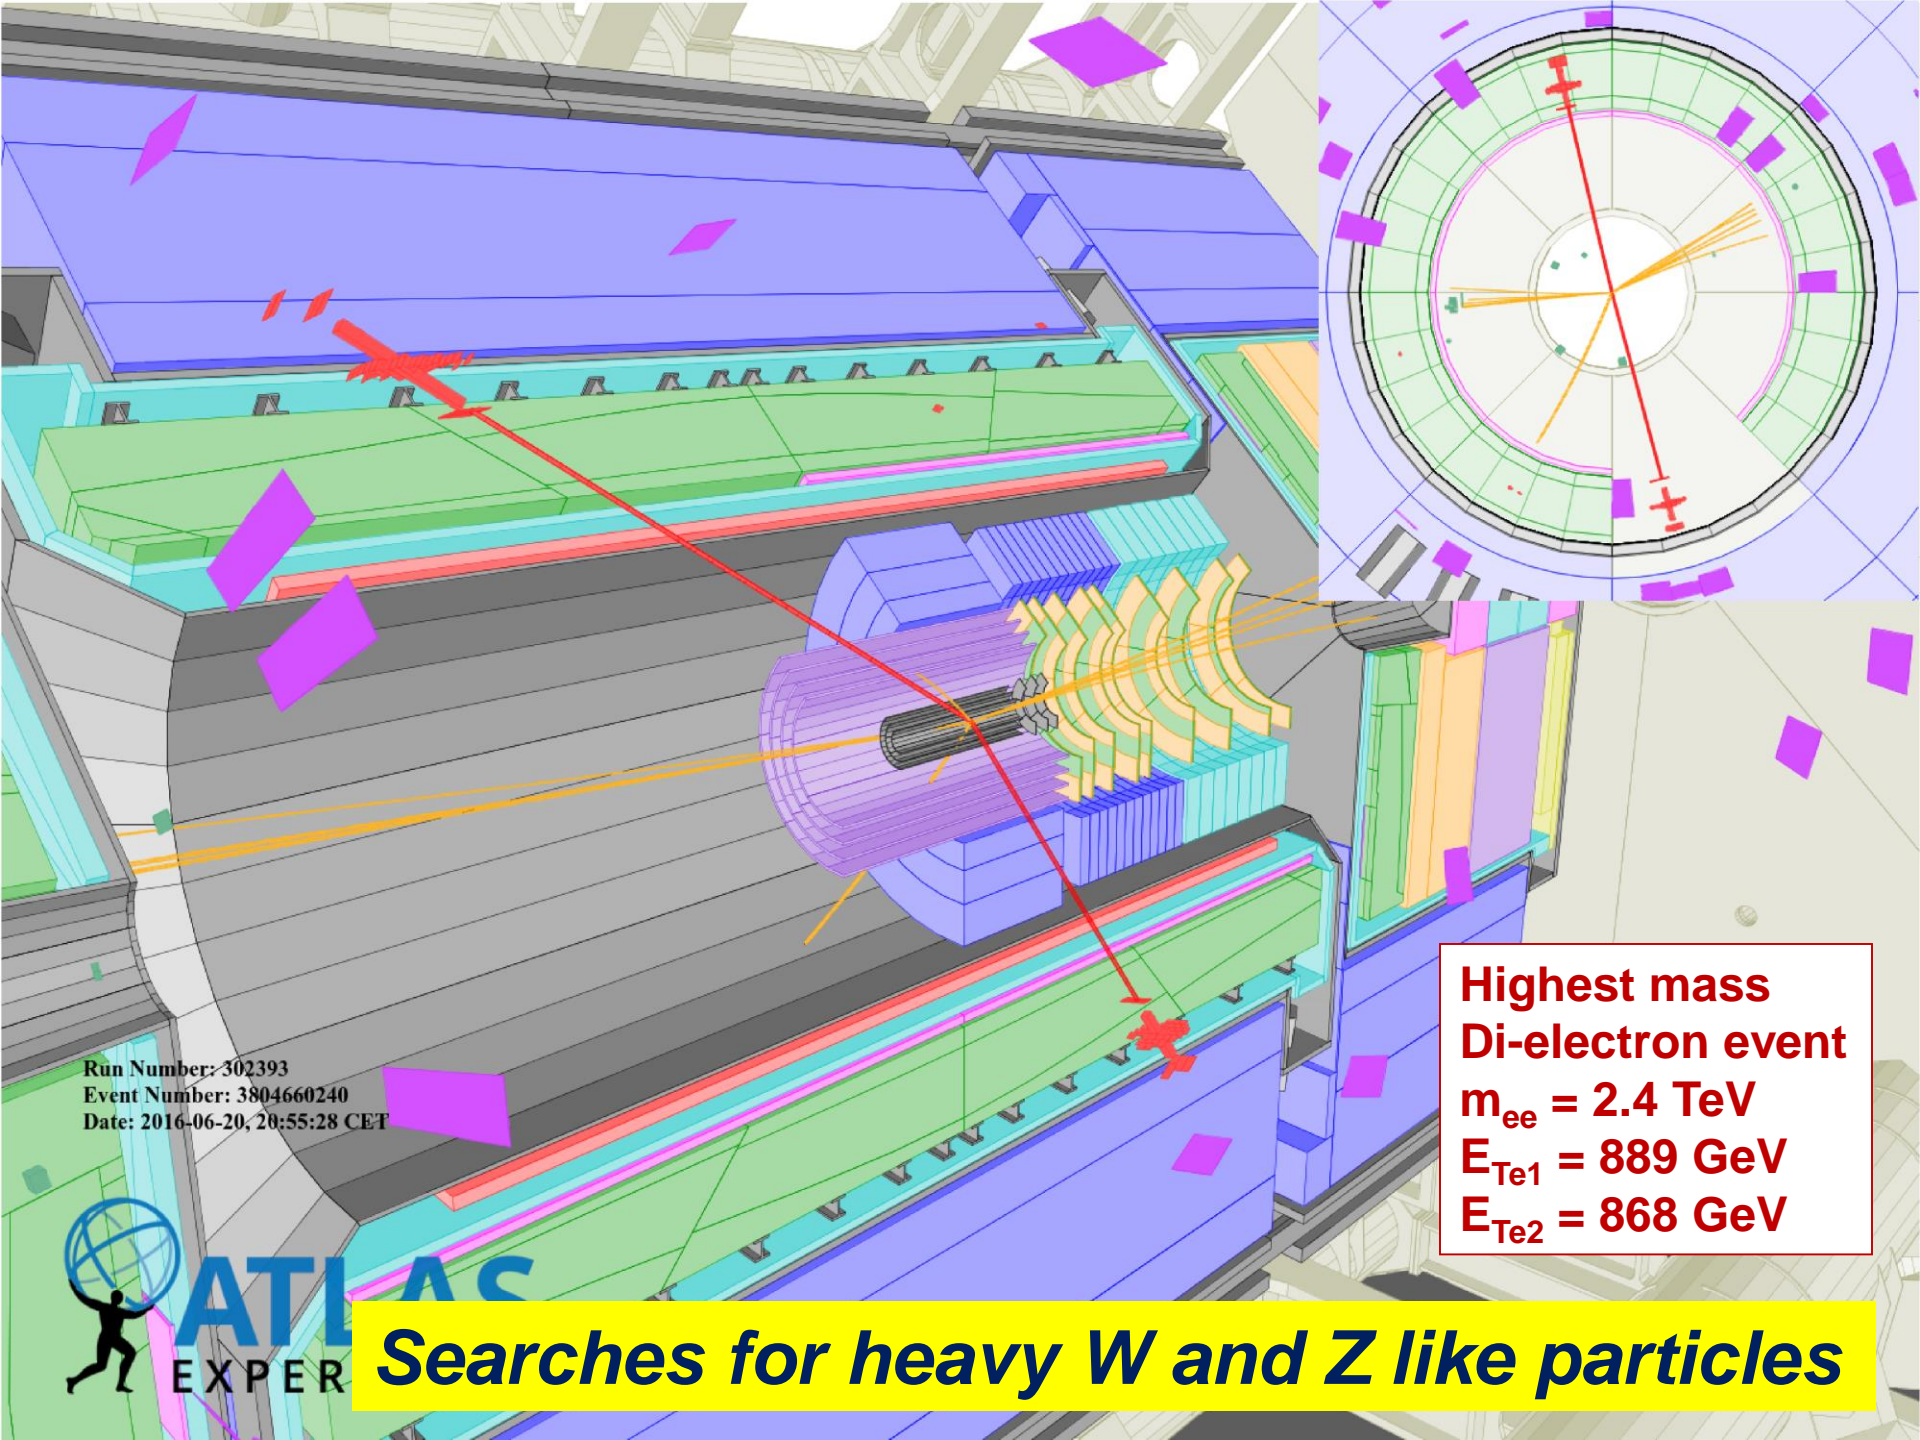 Highest mass
Di-electron event
mee = 2.4 TeV
ETe1 = 889 GeV
ETe2 = 868 GeV
Run Number: 302393
Event Number: 3804660240
Date: 2016-06-20, 20:55:28 CET
ATLAS
EXPER
Searches for heavy W and Z like particles